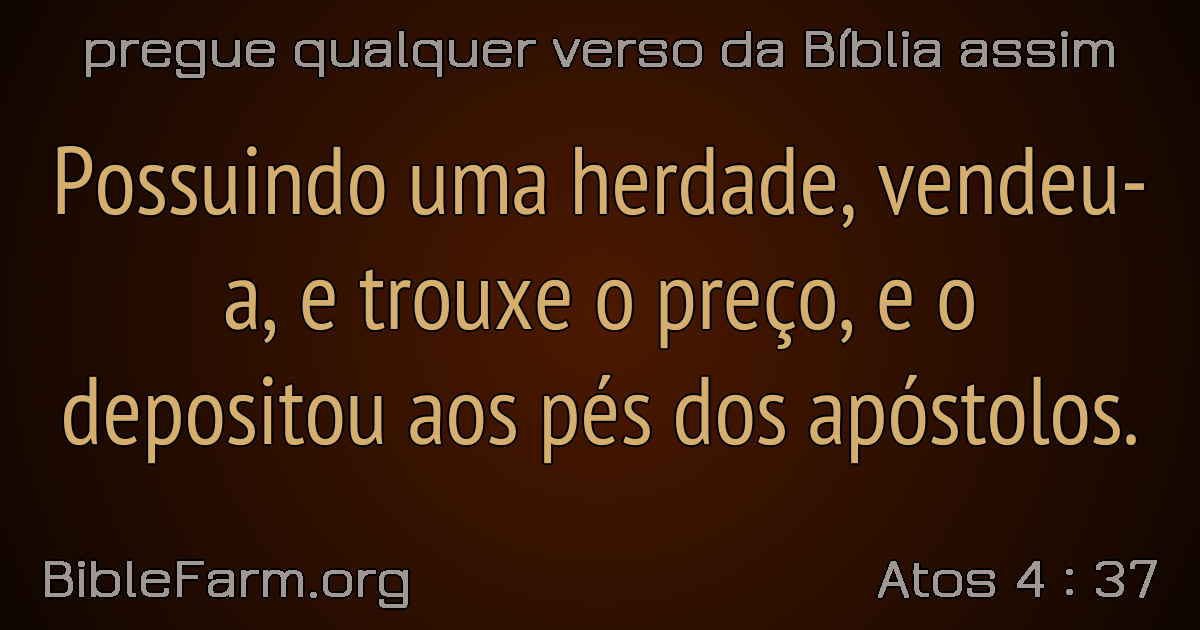 pregue qualquer verso da Bíblia assim
Possuindo uma herdade, vendeu-
a, e trouxe o preço, e o
depositou aos pés dos apóstolos.
BibleFarm.org
Atos 4 : 37